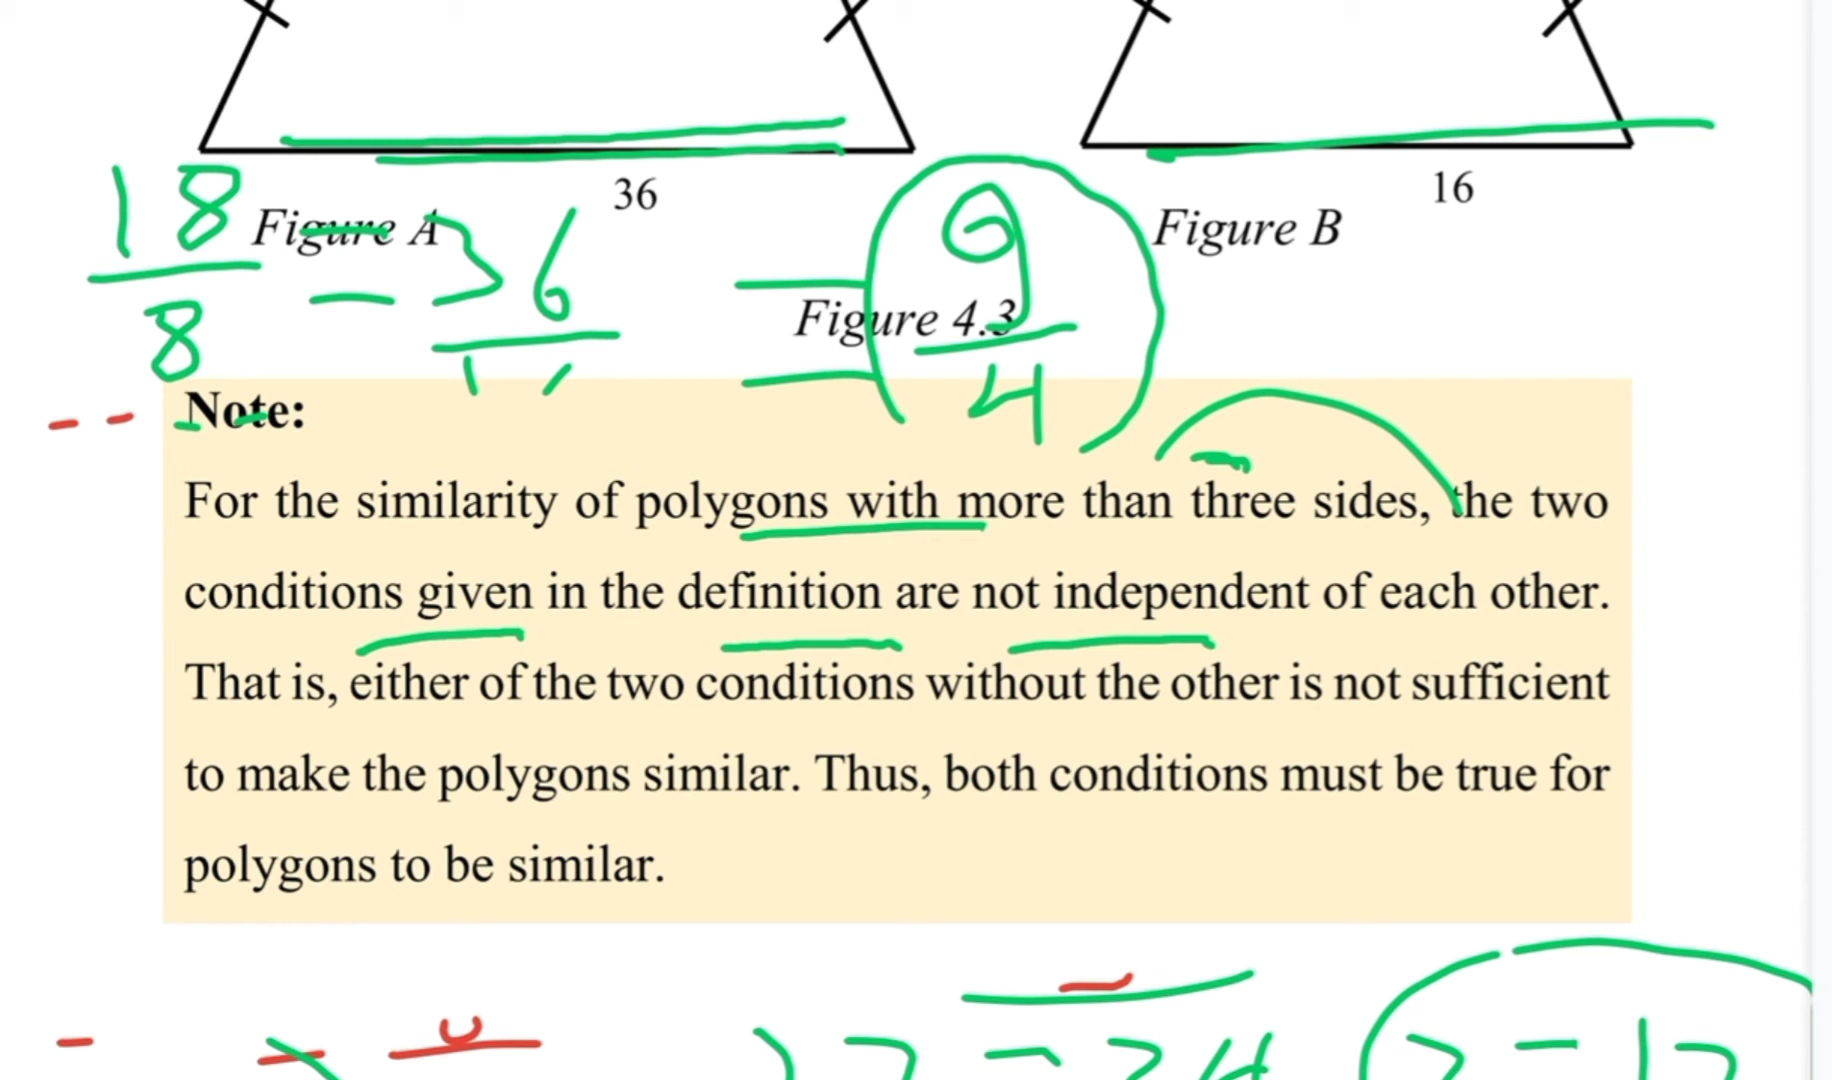 36
16
18
Figure A
36
9
Figure B
8
4
Figure 4.3
Note:
For the similarity of polygons with more than three sides, the two
conditions given in the definition are not independent of each other.
That is, either of the two conditions without the other is not sufficient
to make the polygons similar. Thus, both conditions must be true for
polygons to be similar.